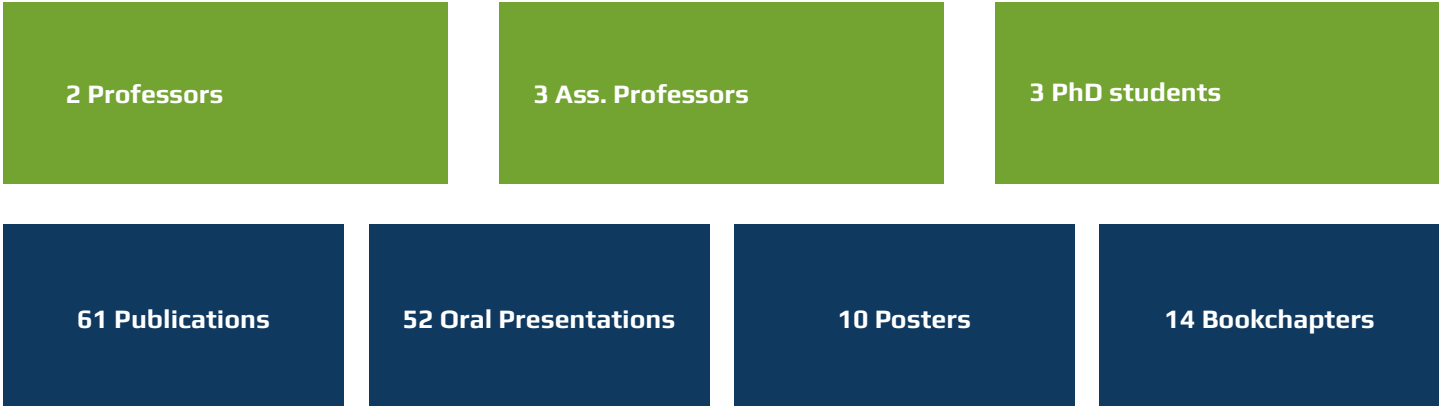 2 Professors
3 Ass. Professors
3 PhD students
61 Publications
52 Oral Presentations
10 Posters
14 Bookchapters